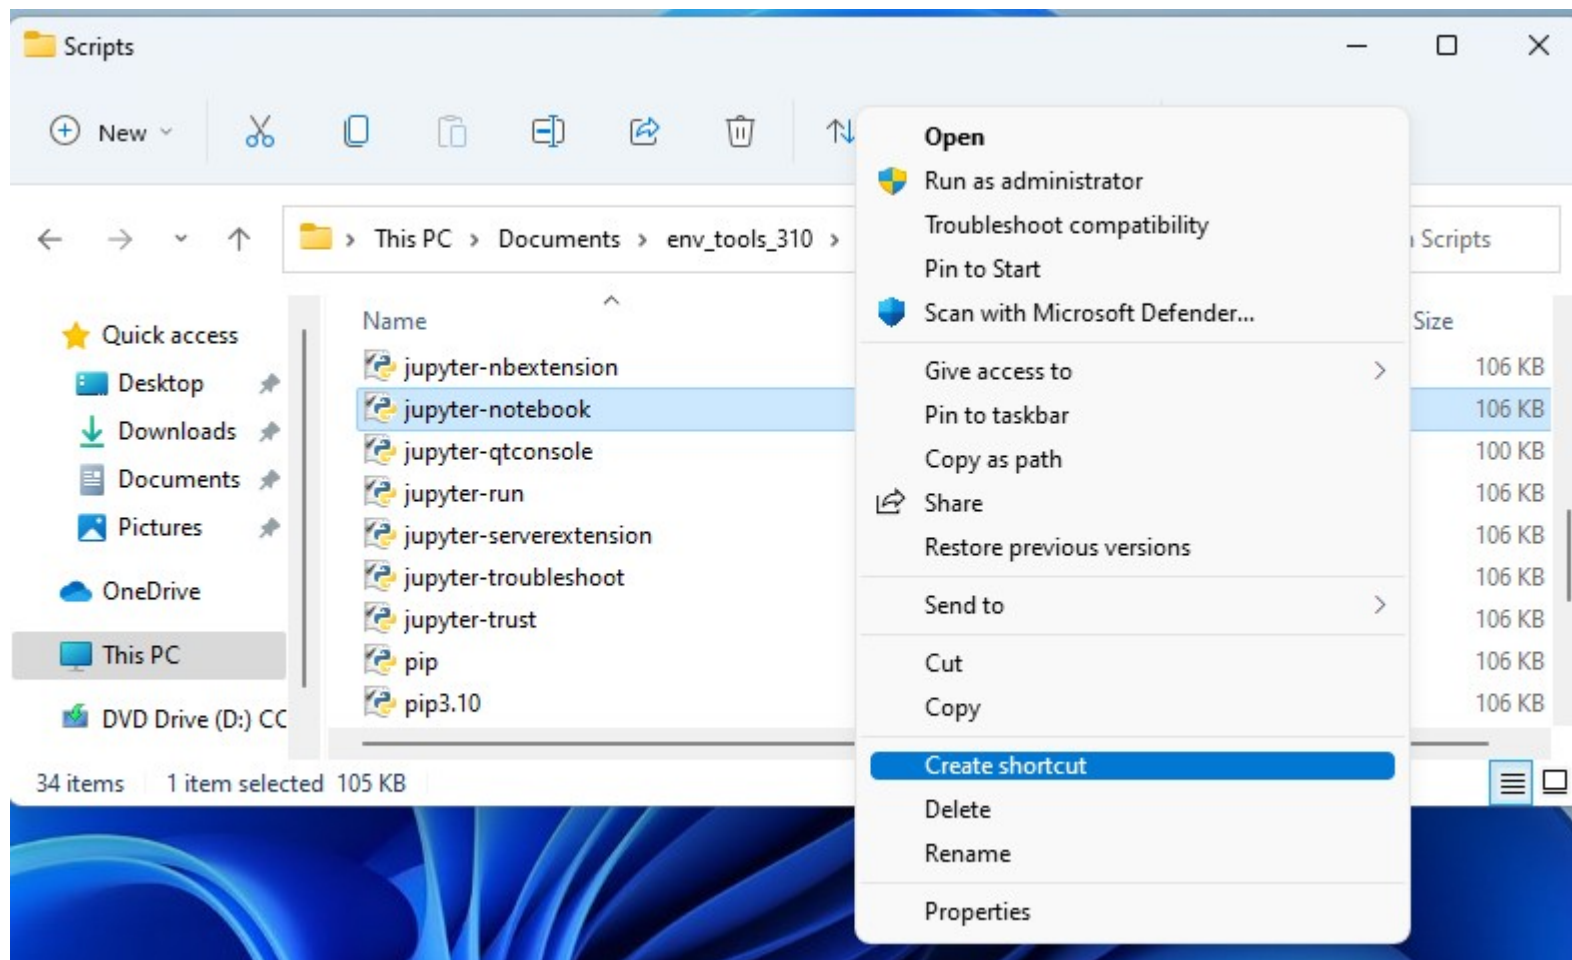 Scripts
New
This PC > Documents > env_tools_310 >
Scripts
Quick access
Desktop
Downloads
Documents
Pictures
OneDrive
This PC
DVD Drive (D:) CC
Name
Size
jupyter-nbextension 106 KB
jupyter-notebook 106 KB
jupyter-qtconsole 100 KB
jupyter-run 106 KB
jupyter-serverextension 106 KB
jupyter-troubleshoot 106 KB
jupyter-trust 106 KB
pip 106 KB
pip3.10 106 KB
34 items 1 item selected 105 KB
Open
Run as administrator
Troubleshoot compatibility
Pin to Start
Scan with Microsoft Defender...
Give access to
Pin to taskbar
Copy as path
Share
Restore previous versions
Send to
Cut
Copy
Create shortcut
Delete
Rename
Properties